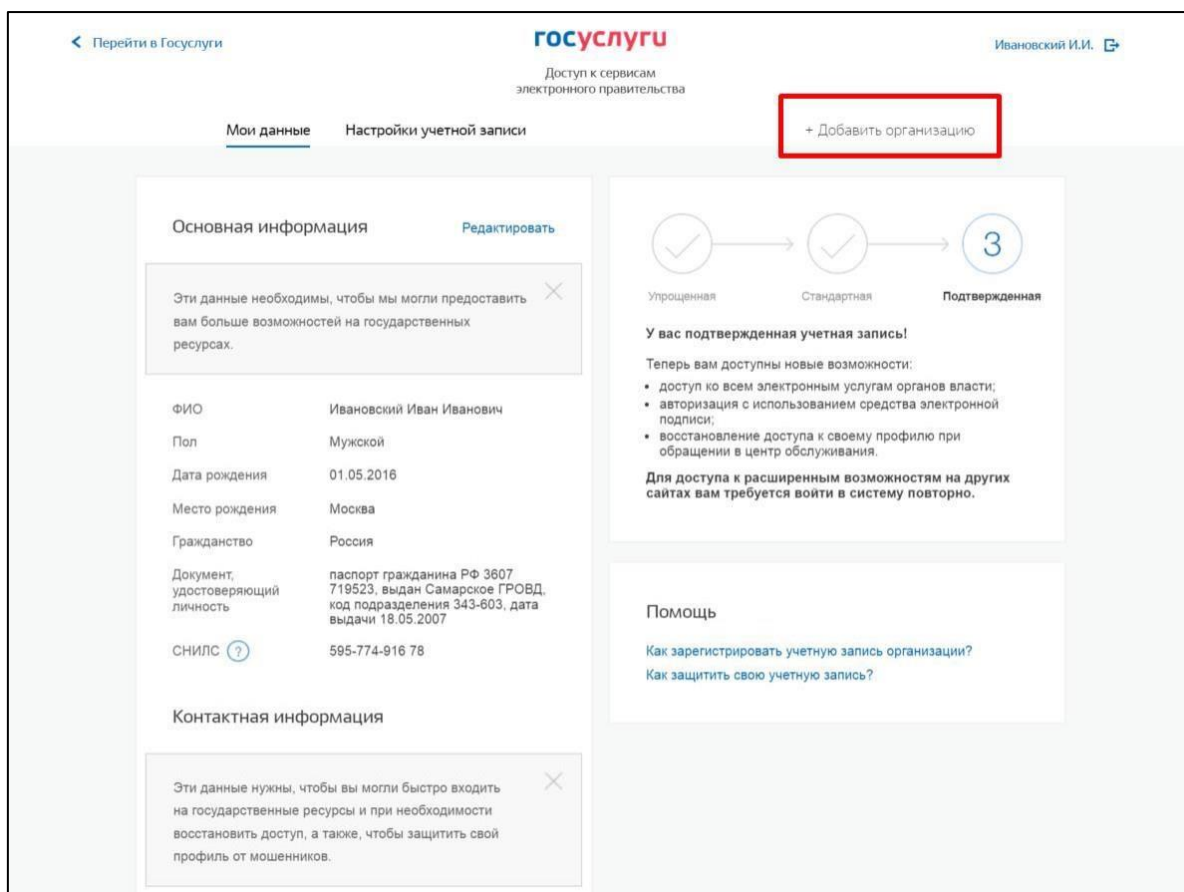 Перейти в Госуслуги
госуслуги
Ивановский И.И.
Доступ к сервисам
электронного правительства
Мои данные
Настройки учетной записи
+ Добавить организацию
Основная информация
Редактировать
Эти данные необходимы, чтобы мы могли предоставить
вам больше возможностей на государственных
ресурсах.
ФИО
Ивановский Иван Иванович
Пол
Мужской
Дата рождения
01.05.2016
Место рождения
Москва
Гражданство
Россия
Документ,
удостоверяющий
личность
паспорт гражданина РФ 3607
719523, выдан Самарское ГРОВД,
код подразделения 343-603, дата
выдачи 18.05.2007
СНИЛС ?
595-774-916 78
Контактная информация
Эти данные нужны, чтобы вы могли быстро входить
на государственные ресурсы и при необходимости
восстановить доступ, а также, чтобы защитить свой
профиль от мошенников.
3
Упрощенная
Стандартная
Подтвержденная
У вас подтвержденная учетная запись!
Теперь вам доступны новые возможности:
• доступ ко всем электронным услугам органов власти;
• авторизация с использованием средства электронной
подписи;
• восстановление доступа к своему профилю при
обращении в центр обслуживания.
Для доступа к расширенным возможностям на других
сайтах вам требуется войти в систему повторно.
Помощь
Как зарегистрировать учетную запись организации?
Как защитить свою учетную запись?